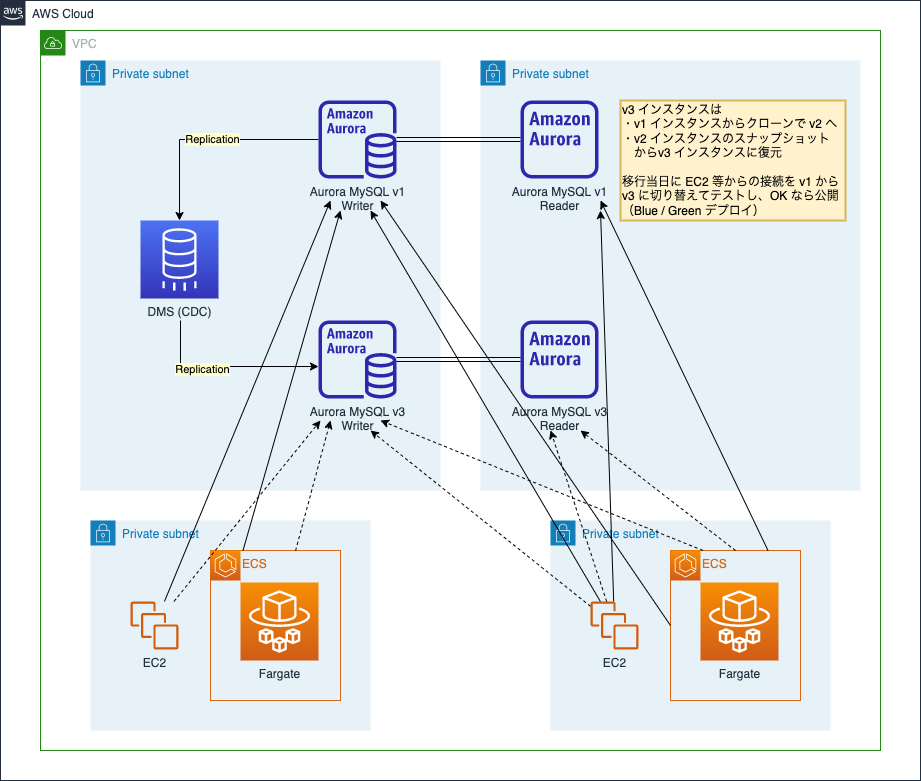 aws
AWS Cloud
VPC
Private subnet
Private subnet
Amazon
Aurora
Aurora MySQL v1
Writer
Amazon
Aurora
Aurora MySQL v1
Reader
v3 インスタンスは
・v1 インスタンスからクローンで v2 へ
・v2 インスタンスのスナップショット
からv3 インスタンスに復元
移行当日に EC2 等からの接続を v1 から
v3 に切り替えてテストし、OK なら公開
（Blue / Green デプロイ）
Replication
DMS (CDC)
Replication
Amazon
Aurora
Aurora MySQL v3
Writer
Amazon
Aurora
Aurora MySQL v3
Reader
Private subnet
ECS
EC2
Fargate
Private subnet
ECS
EC2
Fargate